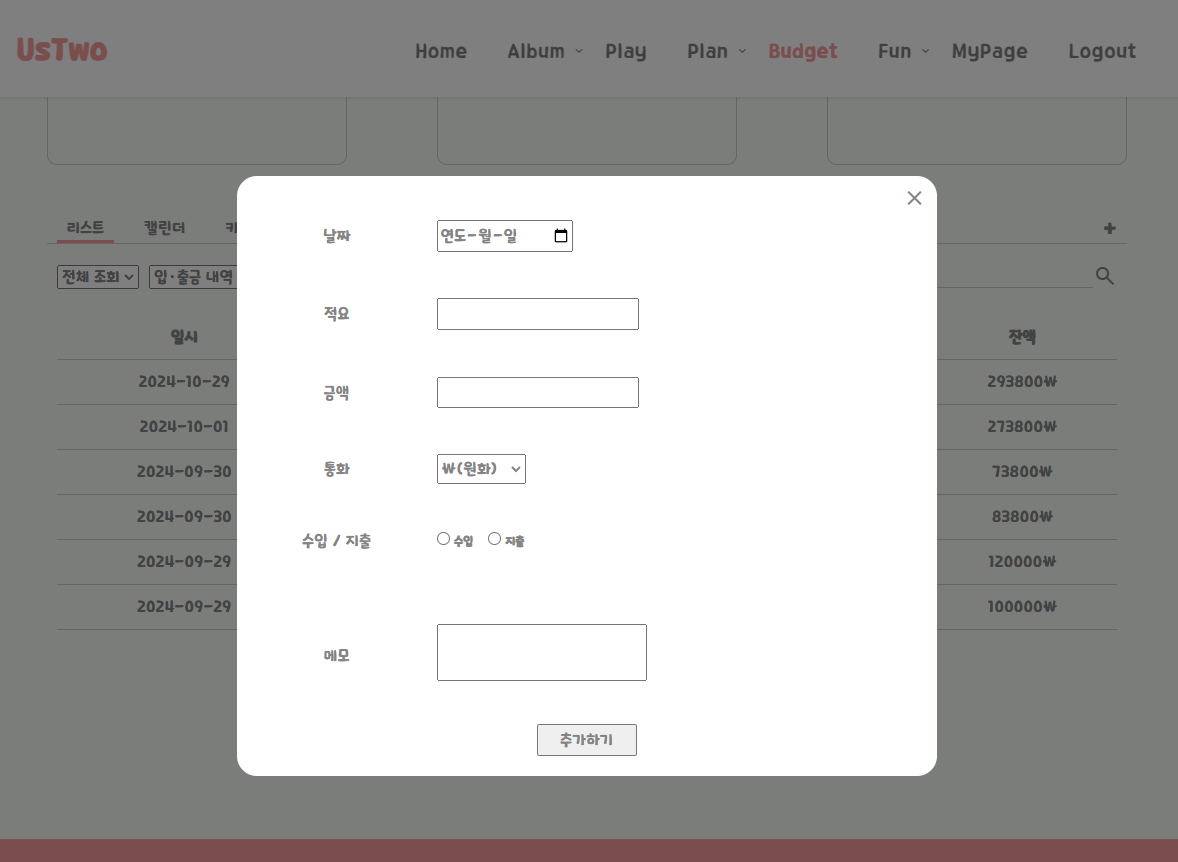 UsTwo Home Album Play Plan Budget Fun MyPage Logout
리스트 캘린더
전체 조회 입·출금 내역
일시 잔액
2024-10-29 293800₩
2024-10-01 273800₩
2024-09-30 73800₩
2024-09-30 83800₩
2024-09-29 120000₩
2024-09-29 100000₩
날짜 연도-월-일
적요
금액
통화 ₩(원화)
수입 / 지출 수입 지출
메모
추가하기